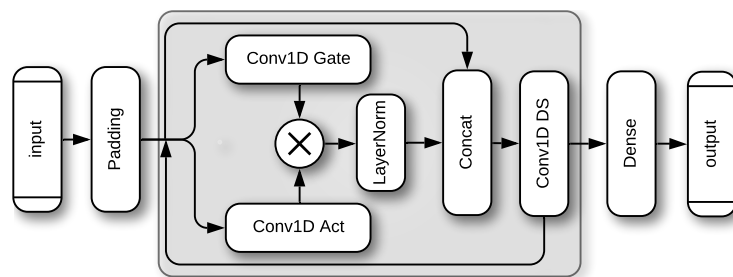 input
Padding
Conv1D Gate
Conv1D Act
LayerNorm
Concat
Conv1D DS
Dense
output